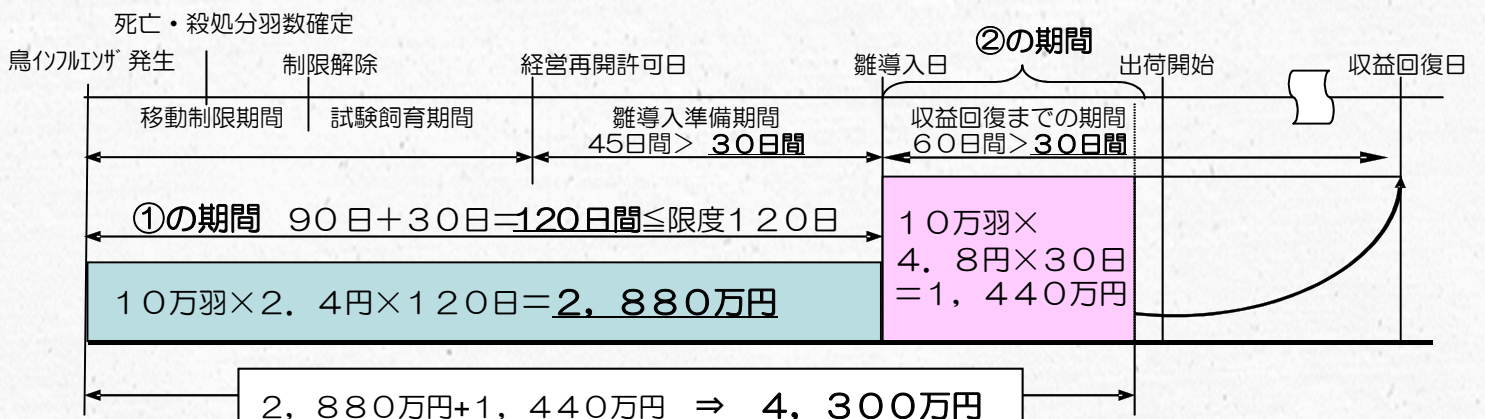 死亡・殺処分羽数確定
②の期間
鳥ｲﾝﾌﾙｴﾝｻﾞ 発生
制限解除
経営再開許可日
雛導入日
出荷開始
収益回復日
移動制限期間
試験飼育期間
雛導入準備期間
45日間＞ 30日間
収益回復までの期間
６０日間＞30日間
①の期間　９０日＋３０日＝120日間≦限度１２０日
１０万羽×２．４円×１２０日＝２，８８０万円
１０万羽×
４．８円×３０日
＝１，４４０万円
２，８８０万円+１，４４０万円　⇒　４，３００万円